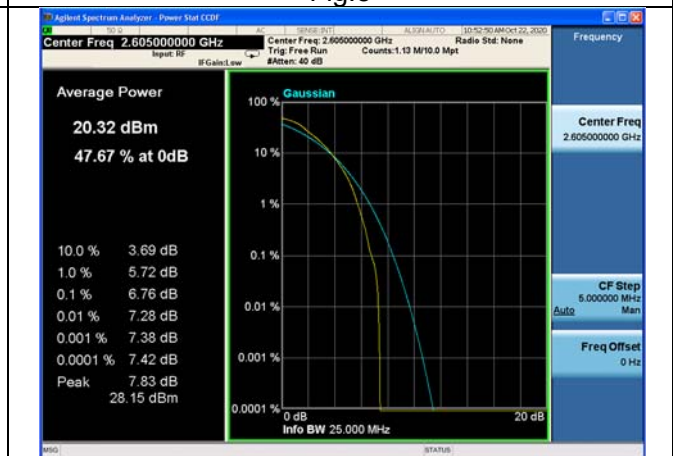 Agilent Spectrum Analyzer - Power Stat CCDF
50 Ω AC SENSE:INT ALIGN AUTO 10:52:50 AM Oct 22, 2020
Center Freq 2.605000000 GHz
Input: RF
IFGain:Low
Center Freq: 2.605000000 GHz Radio Std: None
Trig: Free Run Counts:1.13 M/10.0 Mpt
#Atten: 40 dB
Frequency
Average Power
20.32 dBm
47.67 % at 0dB
10.0 % 3.69 dB
1.0 % 5.72 dB
0.1 % 6.76 dB
0.01 % 7.28 dB
0.001 % 7.38 dB
0.0001 % 7.42 dB
Peak 7.83 dB
28.15 dBm
Gaussian
100 %
10 %
1 %
0.1 %
0.01 %
0.001 %
0.0001 %
0 dB 20 dB
Info BW 25.000 MHz
Center Freq
2.605000000 GHz
CF Step
5.000000 MHz
Auto Man
Freq Offset
0 Hz
MSG STATUS